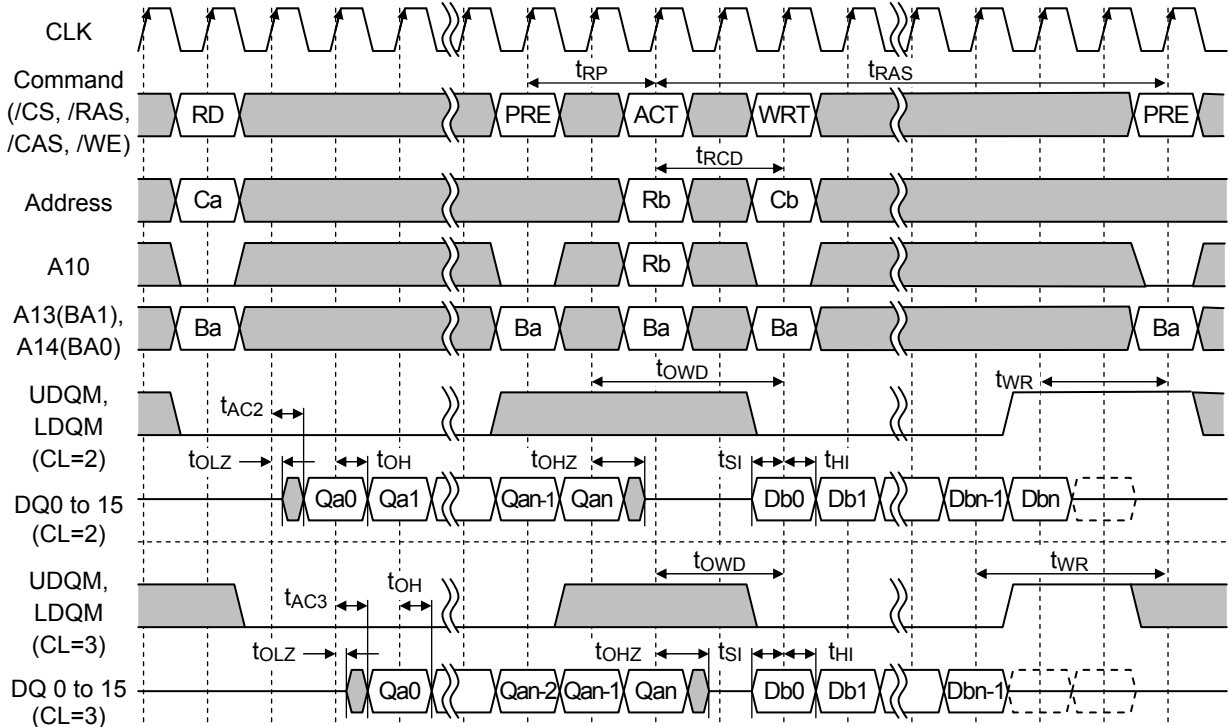 CLK
Command
(/CS, /RAS,
/CAS, /WE)
tRP
tRAS
RD
PRE
ACT
WRT
PRE
tRCD
Address
Ca
Rb
Cb
A10
Rb
A13(BA1),
A14(BA0)
Ba
Ba
Ba
Ba
Ba
UDQM,
LDQM
(CL=2)
tAC2
tOWD
tWR
tOLZ
tOH
tOHZ
tSI
tHI
DQ0 to 15
(CL=2)
Qa0
Qa1
Qan-1
Qan
Db0
Db1
Dbn-1
Dbn
UDQM,
LDQM
(CL=3)
tAC3
tOH
tOWD
tWR
tOLZ
tOHZ
tSI
tHI
DQ 0 to 15
(CL=3)
Qa0
Qan-2
Qan-1
Qan
Db0
Db1
Dbn-1